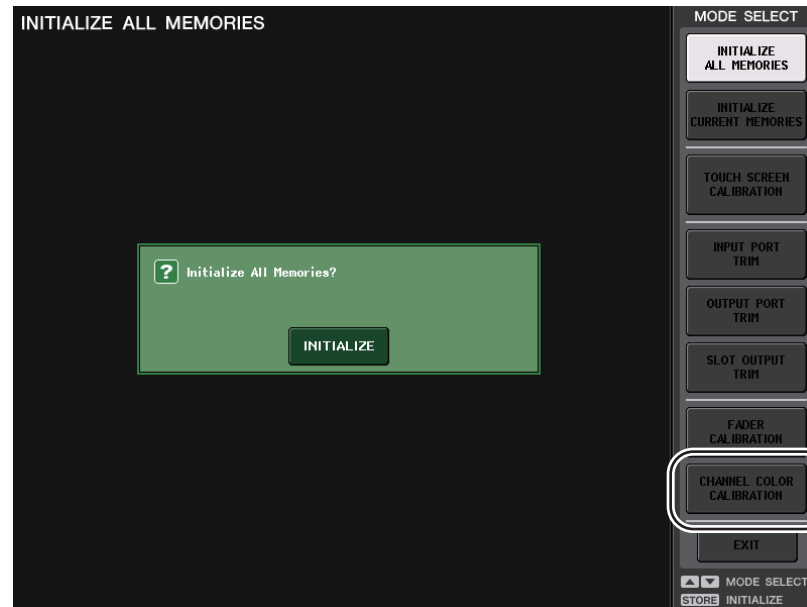 INITIALIZE ALL MEMORIES
? Initialize All Memories?
INITIALIZE
MODE SELECT
INITIALIZE
ALL MEMORIES
INITIALIZE
CURRENT MEMORIES
TOUCH SCREEN
CALIBRATION
INPUT PORT
TRIM
OUTPUT PORT
TRIM
SLOT OUTPUT
TRIM
FADER
CALIBRATION
CHANNEL COLOR
CALIBRATION
EXIT
MODE SELECT
STORE INITIALIZE